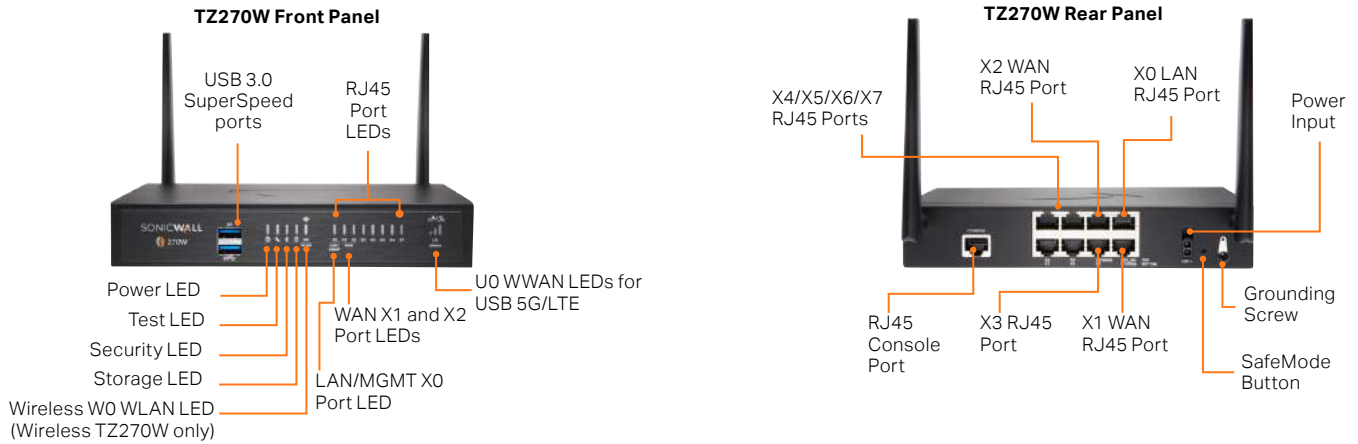 TZ270W Front Panel
USB 3.0
SuperSpeed
ports
RJ45
Port
LEDs
SONICWALL
270W
Power LED
Test LED
Security LED
Storage LED
Wireless W0 WLAN LED
(Wireless TZ270W only)
LAN/MGMT X0
Port LED
WAN X1 and X2
Port LEDs
U0 WWAN LEDs for
USB 5G/LTE
TZ270W Rear Panel
X4/X5/X6/X7
RJ45 Ports
X2 WAN
RJ45 Port
X0 LAN
RJ45 Port
Power
Input
RJ45
Console
Port
X3 RJ45
Port
X1 WAN
RJ45 Port
Grounding
Screw
SafeMode
Button